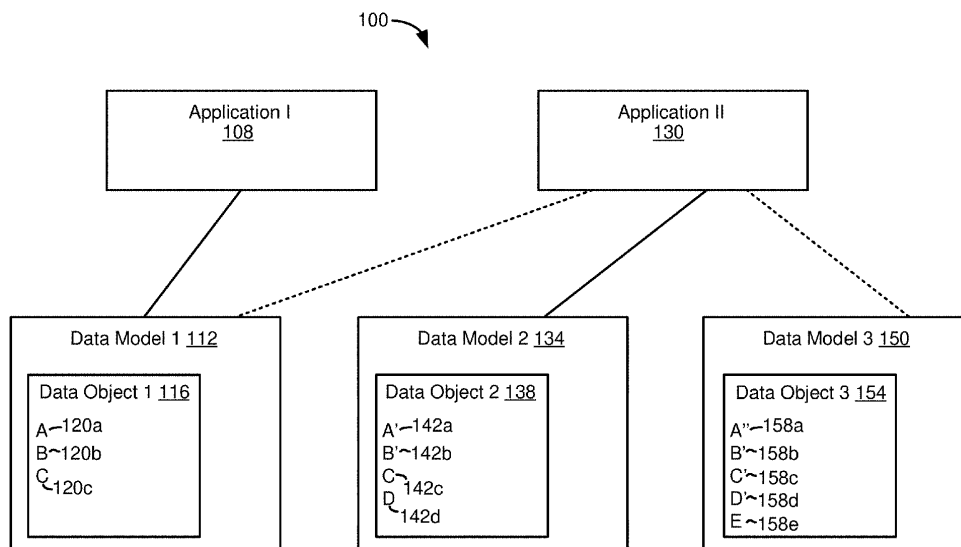 100
Application I
108
Application II
130
Data Model 1 112
Data Object 1 116
A 120a
B 120b
C 120c
Data Model 2 134
Data Object 2 138
A' 142a
B' 142b
C 142c
D 142d
Data Model 3 150
Data Object 3 154
A'' 158a
B' 158b
C' 158c
D' 158d
E 158e